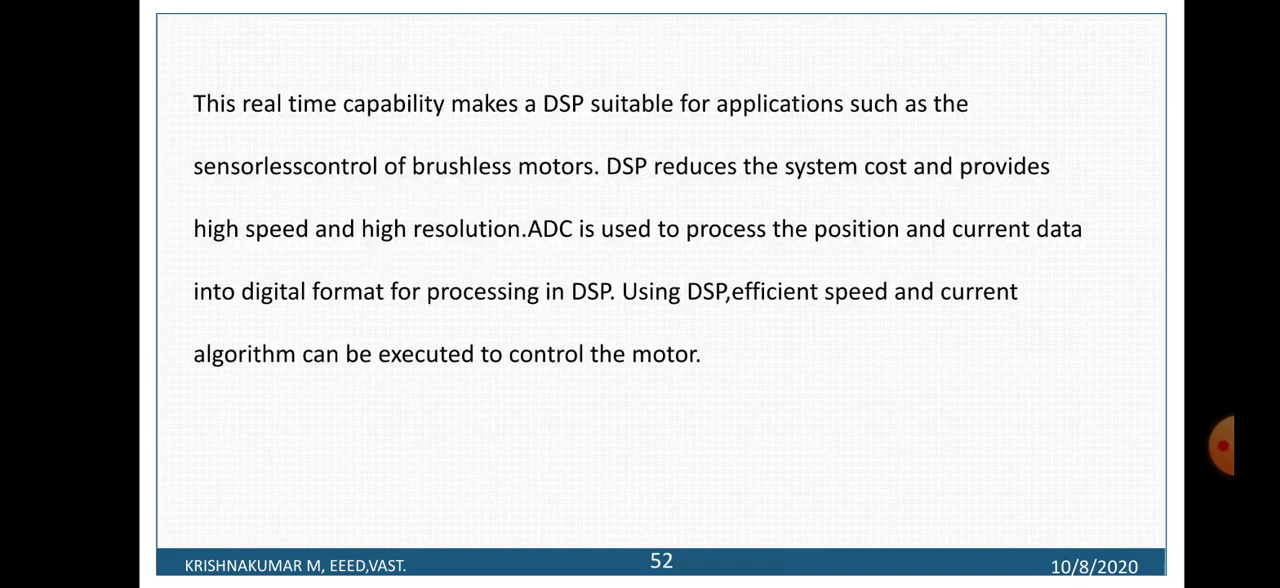 This real time capability makes a DSP suitable for applications such as the
sensorlesscontrol of brushless motors. DSP reduces the system cost and provides
high speed and high resolution.ADC is used to process the position and current data
into digital format for processing in DSP. Using DSP,efficient speed and current
algorithm can be executed to control the motor.
KRISHNAKUMAR M, EEED,VAST. 52 10/8/2020